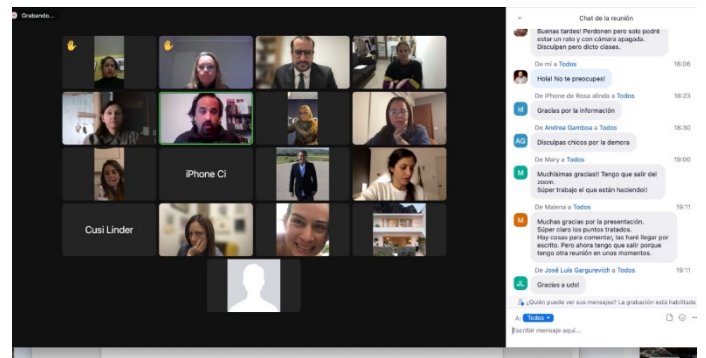 Grabando...
iPhone Ci
Cusi Linder
Chat de la reunión
Buenas tardes! Perdonen pero solo podré
estar un rato y con cámara apagada.
Disculpen pero dicto clases.
De mí a Todos 18:06
Hola! No te preocupes!
De iPhone de Rosa alinda a Todos 18:23
Id
Gracias por la información
De Andrea Gamboa a Todos 18:30
AG
Disculpas chicos por la demora
De Mary a Todos 19:00
M
Muchísimas gracias!! Tengo que salir del
zoom.
Súper trabajo el que están haciendo!!
De Malena a Todos 19:11
M
Muchas gracias por la presentación.
Súper claro los puntos tratados.
Hay cosas para comentar, las haré llegar por
escrito. Pero ahora tengo que salir porque
tengo otra reunión en unos momentos.
De José Luis Gargurevich a Todos 19:11
JL
Gracias a uds!
¿Quién puede ver sus mensajes? La grabación está habilitada
A: Todos
Escribir mensaje aquí...